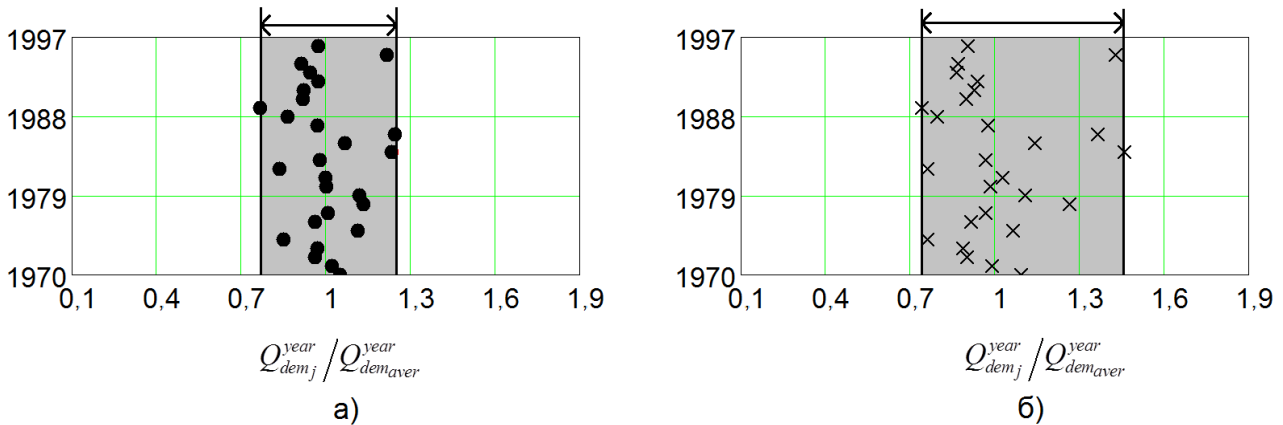 1997
1988
1979
1970
0,1 0,4 0,7 1 1,3 1,6 1,9
Q^{year}_{dem_j}/Q^{year}_{dem_{aver}}
а)
1997
1988
1979
1970
0,1 0,4 0,7 1 1,3 1,6 1,9
Q^{year}_{dem_j}/Q^{year}_{dem_{aver}}
б)